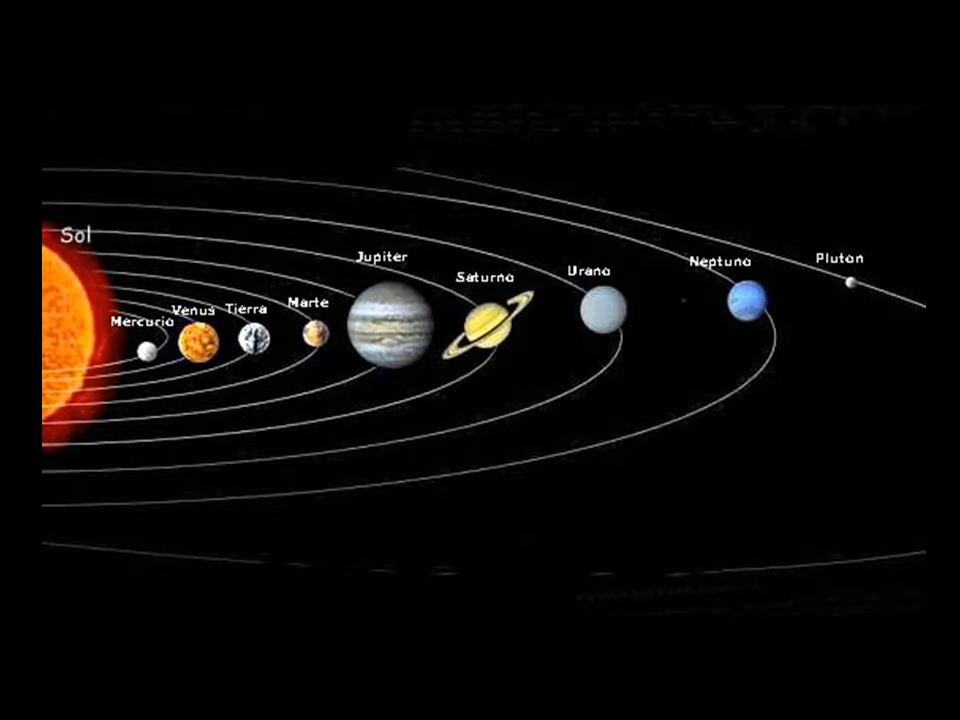 Sol
Mercurio
Venus
Tierra
Marte
Jupiter
Saturno
Urano
Neptuno
Pluton